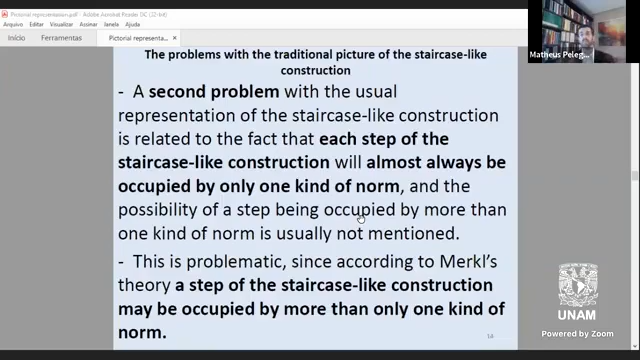 Pictorial representation.pdf - Adobe Acrobat Reader DC (32-bit)
Arquivo Editar Visualizar Assinar Janela Ajuda
Início Ferramentas Pictorial representa... ×
Matheus Peleg...
The problems with the traditional picture of the staircase-like
construction
- A second problem with the usual
representation of the staircase-like construction
is related to the fact that each step of the
staircase-like construction will almost always be
occupied by only one kind of norm, and the
possibility of a step being occupied by more than
one kind of norm is usually not mentioned.
- This is problematic, since according to Merkl's
theory a step of the staircase-like construction
may be occupied by more than only one kind of
norm.
14
UNAM
Powered by Zoom